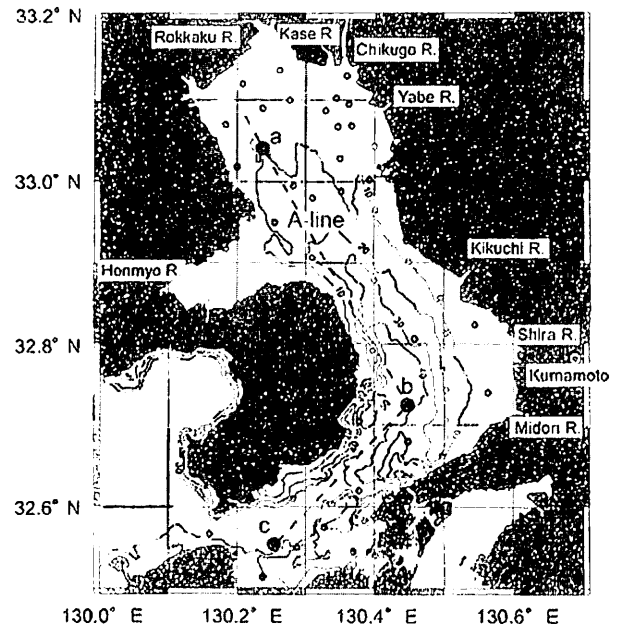 33.2° N
Rokkaku R.
Kase R
Chikugo R.
Yabe R.
a
33.0° N
A-line
Kikuchi R.
Honmyo R
32.8° N
Shira R.
Kumamoto
b
Midori R.
32.6° N
c
130.0° E
130.2° E
130.4° E
130.6° E